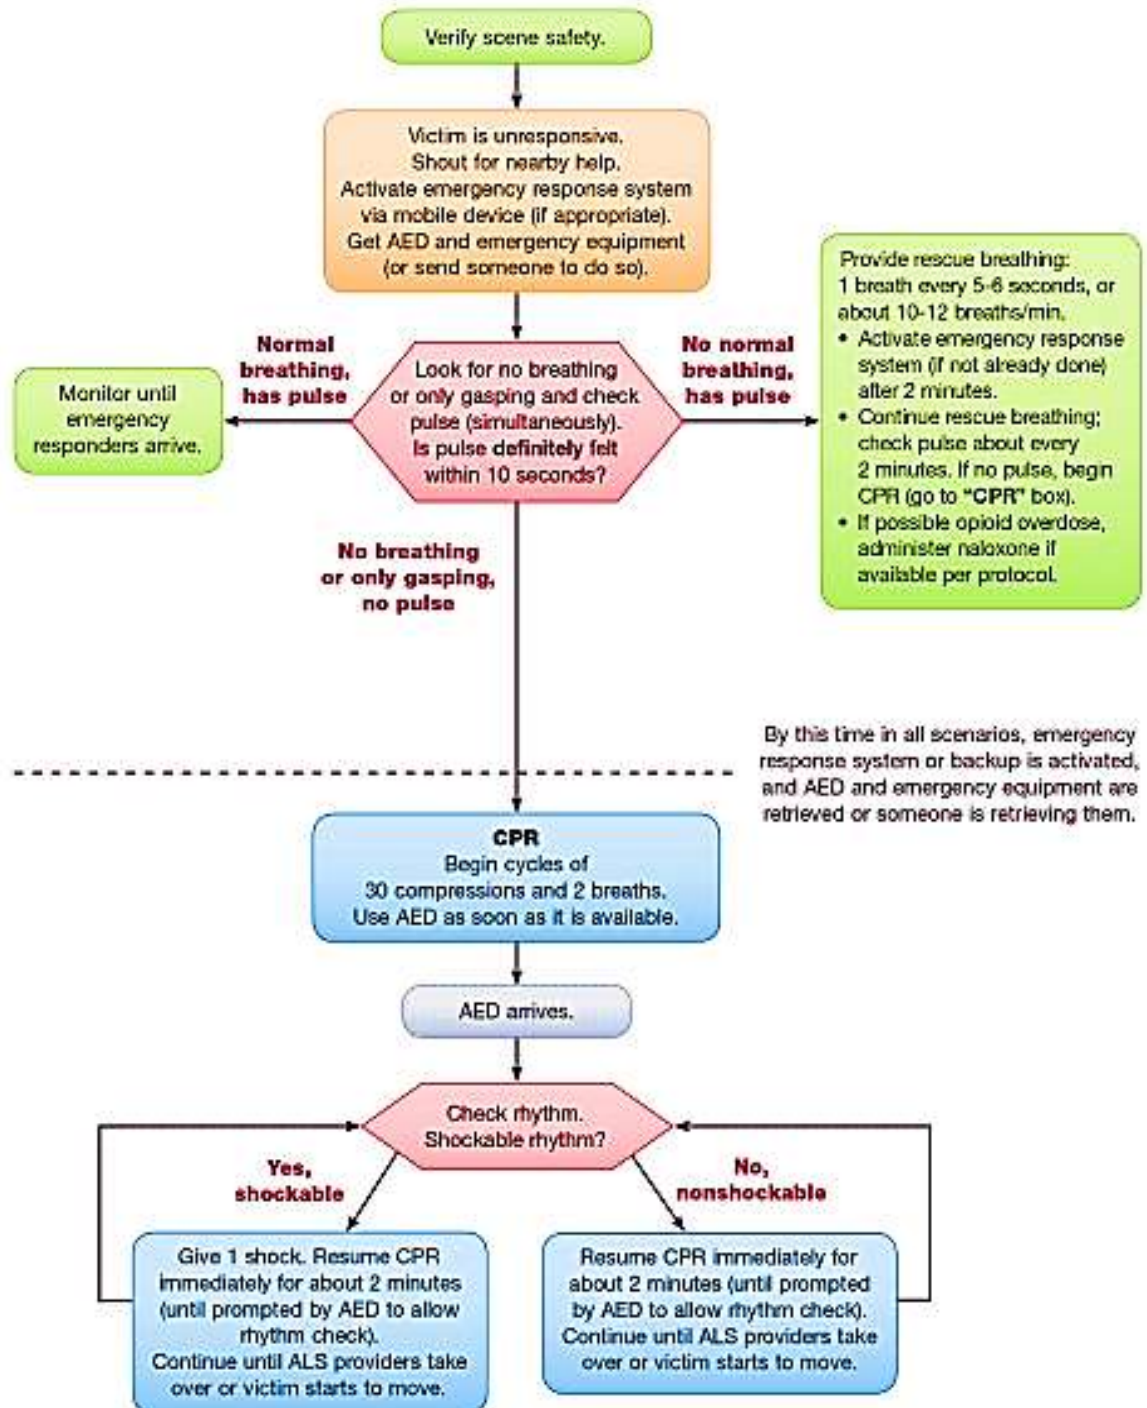 Verify scene safety.
Victim is unresponsive.
Shout for nearby help.
Activate emergency response system
via mobile device (if appropriate).
Get AED and emergency equipment
(or send someone to do so).
Normal
breathing,
has pulse
Monitor until
emergency
responders arrive.
Look for no breathing
or only gasping and check
pulse (simultaneously).
Is pulse definitely felt
within 10 seconds?
No normal
breathing,
has pulse
Provide rescue breathing:
1 breath every 5-6 seconds, or
about 10-12 breaths/min.
• Activate emergency response
system (if not already done)
after 2 minutes.
• Continue rescue breathing;
check pulse about every
2 minutes. If no pulse, begin
CPR (go to “CPR” box).
• If possible opioid overdose,
administer naloxone if
available per protocol.
No breathing
or only gasping,
no pulse
By this time in all scenarios, emergency
response system or backup is activated,
and AED and emergency equipment are
retrieved or someone is retrieving them.
CPR
Begin cycles of
30 compressions and 2 breaths.
Use AED as soon as it is available.
AED arrives.
Check rhythm.
Shockable rhythm?
Yes,
shockable
No,
nonshockable
Give 1 shock. Resume CPR
immediately for about 2 minutes
(until prompted by AED to allow
rhythm check).
Continue until ALS providers take
over or victim starts to move.
Resume CPR immediately for
about 2 minutes (until prompted
by AED to allow rhythm check).
Continue until ALS providers take
over or victim starts to move.